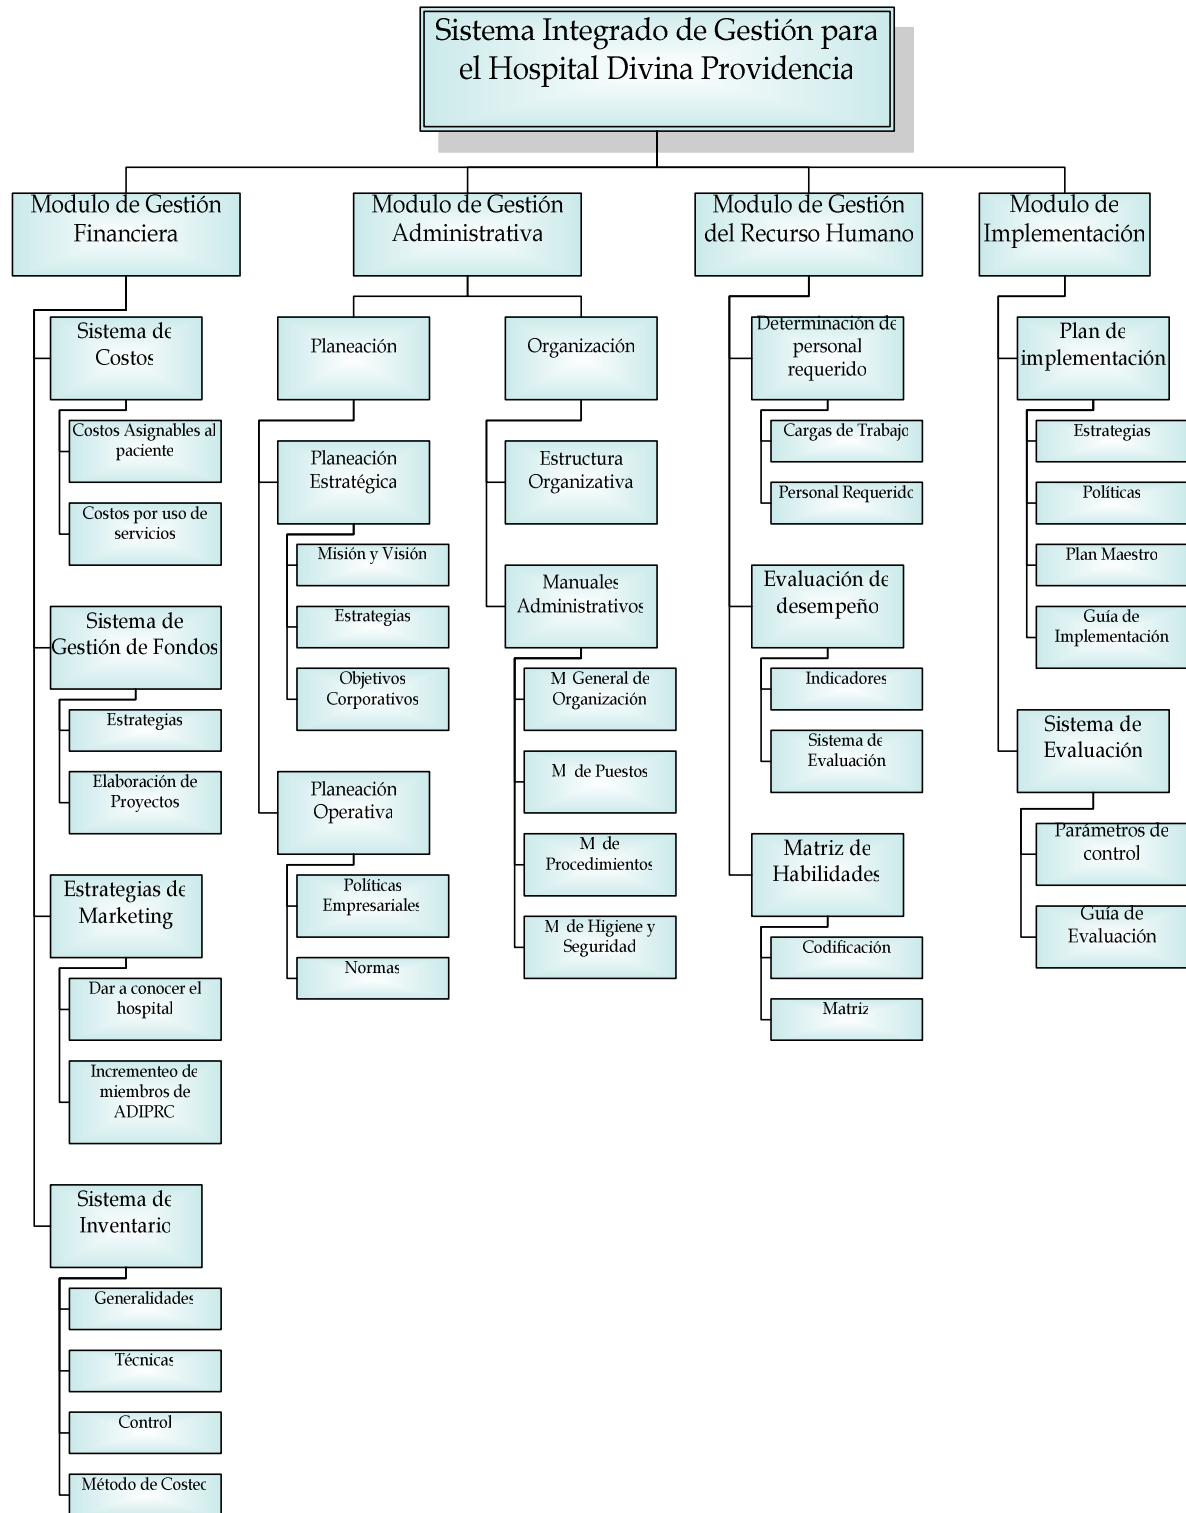 Sistema Integrado de Gestión para
el Hospital Divina Providencia
Modulo de Gestión
Financiera
Sistema de
Costos
Costos Asignables al
paciente
Costos por uso de
servicios
Sistema de
Gestión de Fondos
Estrategias
Elaboración de
Proyectos
Estrategias de
Marketing
Dar a conocer el
hospital
Incrementeo de
miembros de
ADIPRO
Sistema de
Inventario
Generalidades
Técnicas
Control
Método de Costeo
Modulo de Gestión
Administrativa
Planeación
Planeación
Estratégica
Misión y Visión
Estrategias
Objetivos
Corporativos
Planeación
Operativa
Políticas
Empresariales
Normas
Organización
Estructura
Organizativa
Manuales
Administrativos
M General de
Organización
M de Puestos
M de
Procedimientos
M de Higiene y
Seguridad
Modulo de Gestión
del Recurso Humano
Determinación de
personal
requerido
Cargas de Trabajo
Personal Requerido
Evaluación de
desempeño
Indicadores
Sistema de
Evaluación
Matriz de
Habilidades
Codificación
Matriz
Modulo de
Implementación
Plan de
implementación
Estrategias
Políticas
Plan Maestro
Guía de
Implementación
Sistema de
Evaluación
Parámetros de
control
Guía de
Evaluación